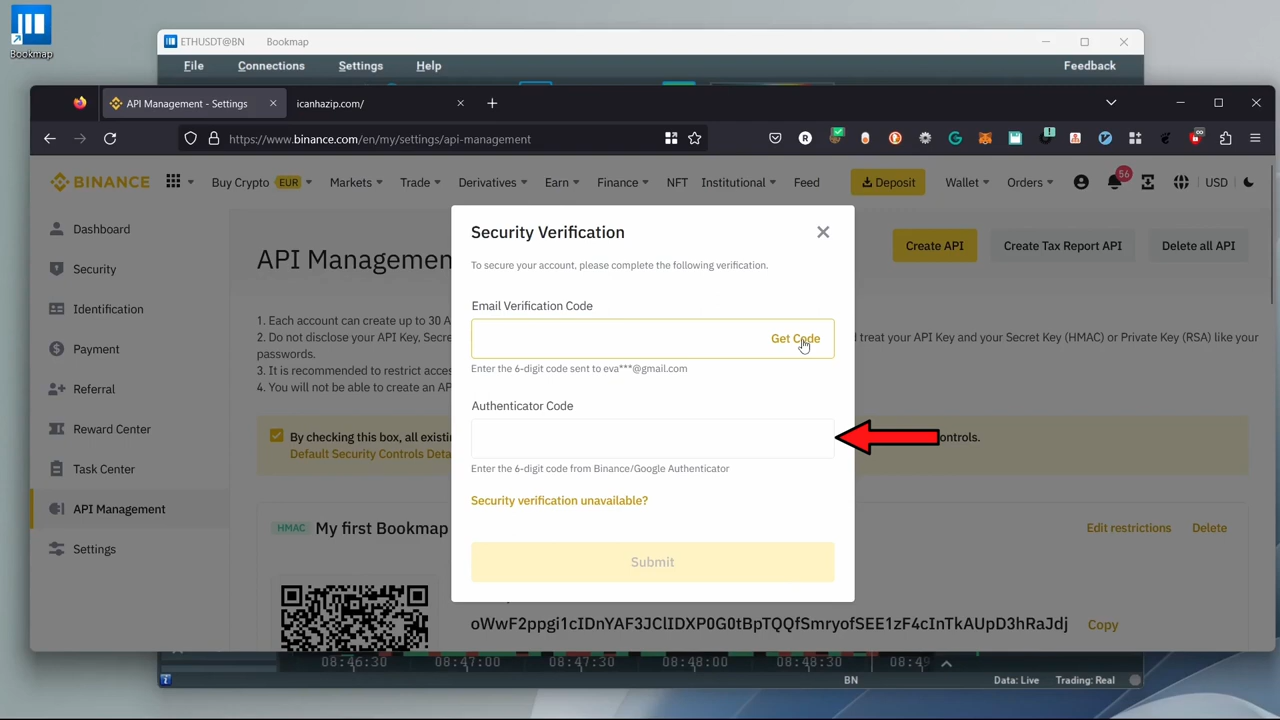 Bookmap
ETHUSDT@BN Bookmap
File Connections Settings Help Feedback
API Management - Settings
icanhazip.com/
https://www.binance.com/en/my/settings/api-management
BINANCE
Buy Crypto EUR
Markets
Trade
Derivatives
Earn
Finance
NFT
Institutional
Feed
Deposit
Wallet
Orders
56
USD
Dashboard
Security
Identification
Payment
Referral
Reward Center
Task Center
API Management
Settings
API Managemen
Create API
Create Tax Report API
Delete all API
1. Each account can create up to 30 A
2. Do not disclose your API Key, Secre
d treat your API Key and your Secret Key (HMAC) or Private Key (RSA) like your
passwords.
3. It is recommended to restrict acces
4. You will not be able to create an AP
By checking this box, all existin
ontrols.
Default Security Controls Deta
HMAC My first Bookmap
Edit restrictions
Delete
oWwF2ppgi1cIDnYAF3JClIDXP0G0tBpTQQfSmryofSEE1zF4cInTkAUpD3hRaJdj
Copy
Security Verification
To secure your account, please complete the following verification.
Email Verification Code
Get Code
Enter the 6-digit code sent to eva***@gmail.com
Authenticator Code
Enter the 6-digit code from Binance/Google Authenticator
Security verification unavailable?
Submit
08:46:30 08:47:00 08:47:30 08:48:00 08:48:30 08:49
BN
Data: Live
Trading: Real